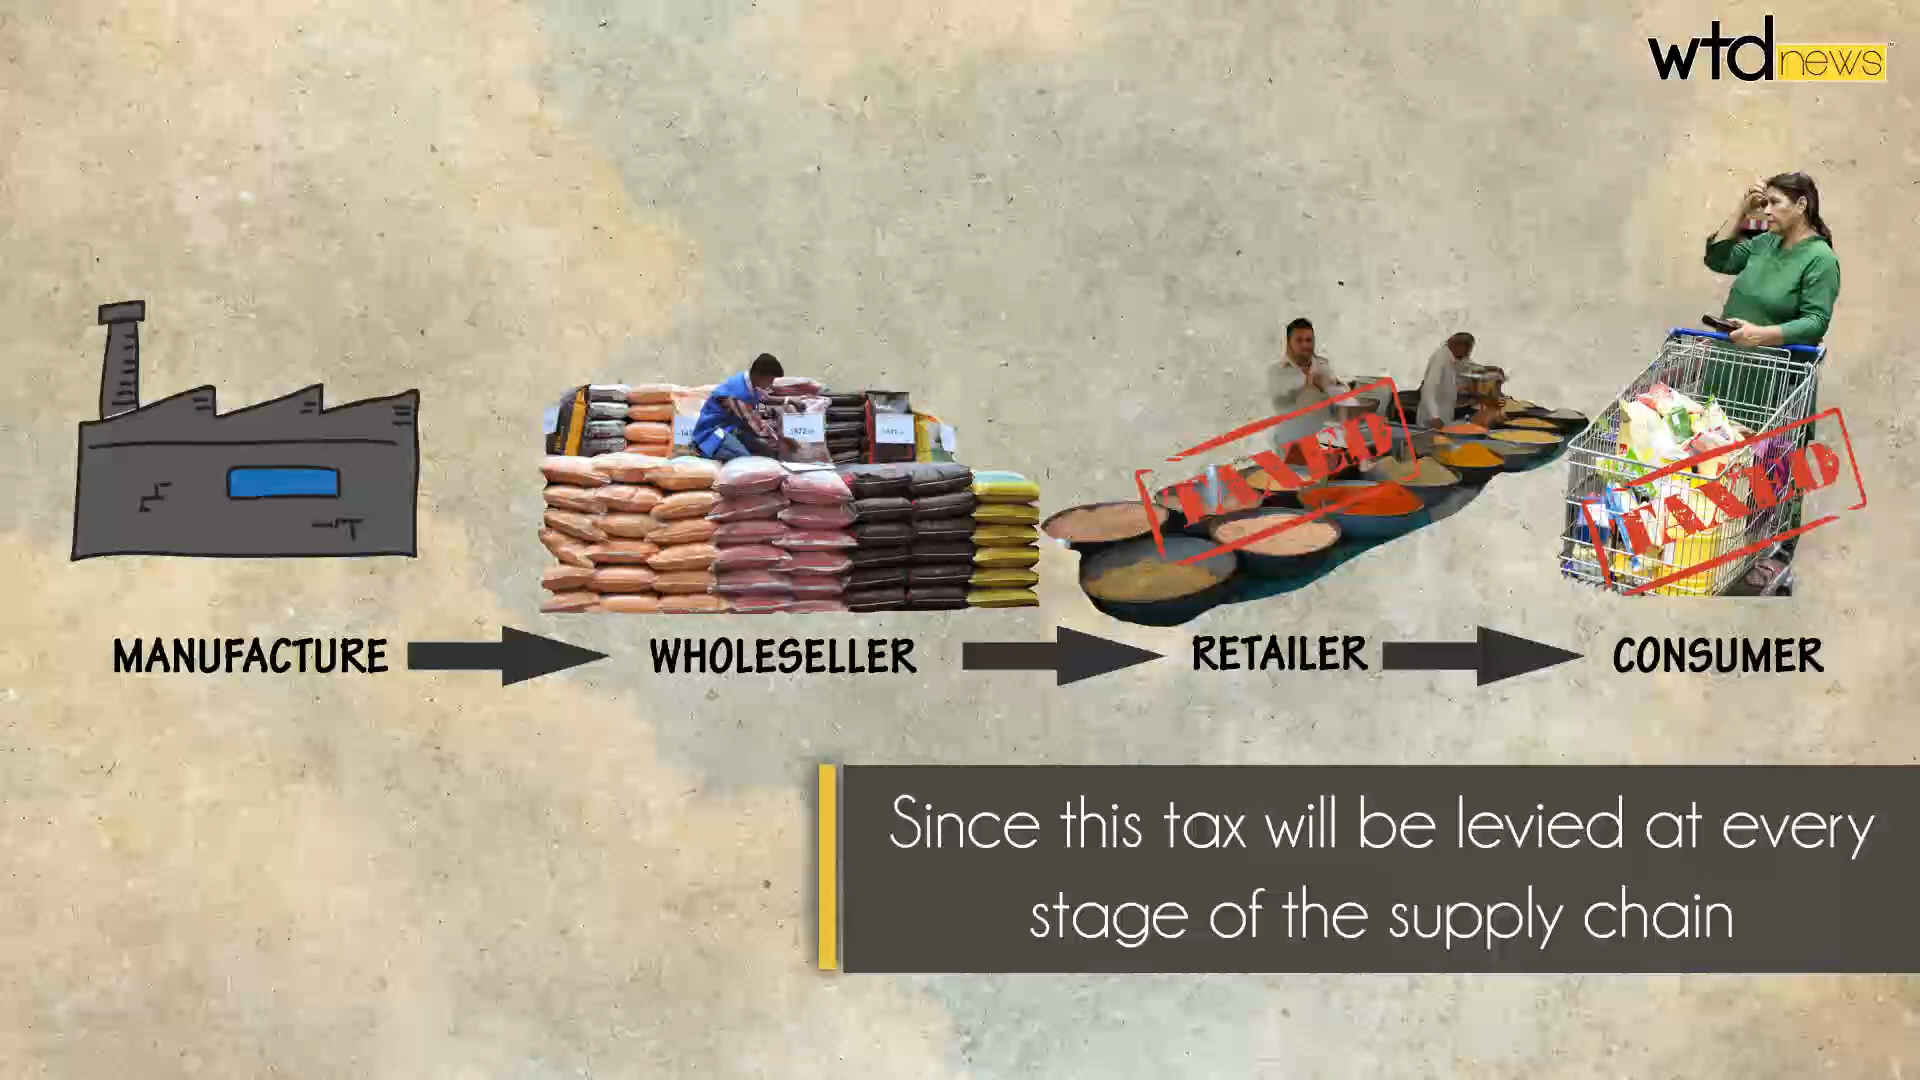 wtdnews
TAXED
TAXED
MANUFACTURE
WHOLESELLER
RETAILER
CONSUMER
Since this tax will be levied at every
stage of the supply chain